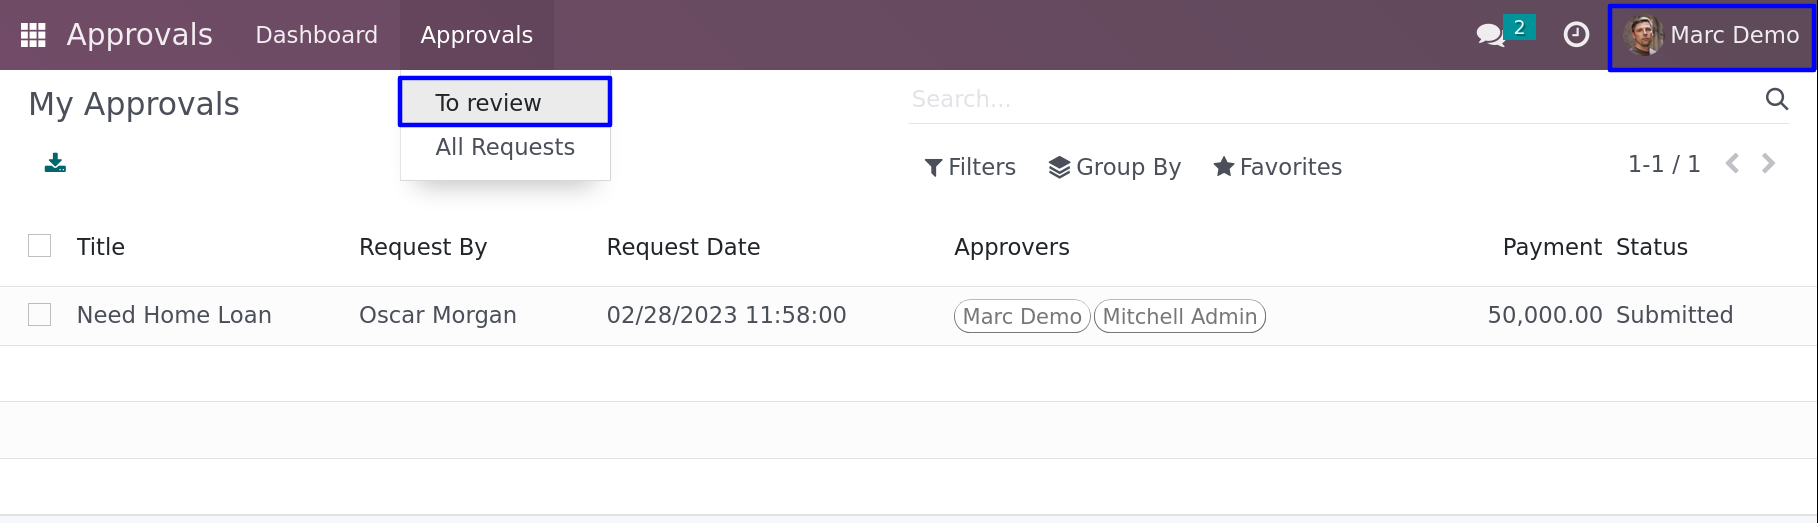 Approvals Dashboard Approvals 2 Marc Demo
My Approvals To review Search...
All Requests
Filters Group By Favorites 1-1 / 1
Title Request By Request Date Approvers Payment Status
Need Home Loan Oscar Morgan 02/28/2023 11:58:00 Marc Demo Mitchell Admin 50,000.00 Submitted